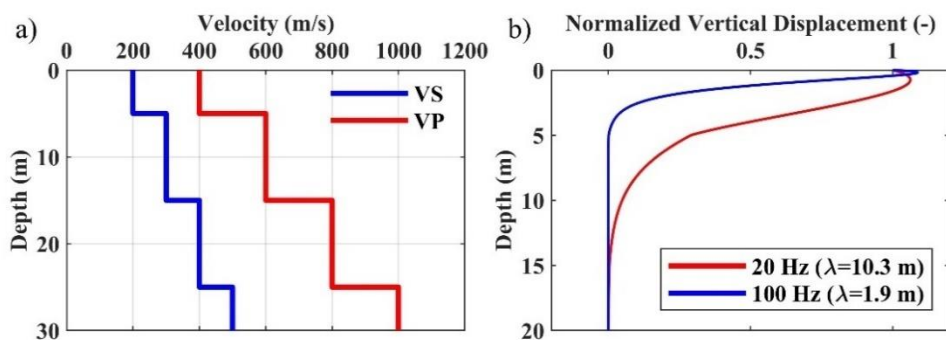 a)
Velocity (m/s)
0 200 400 600 800 1000 1200
0
10
20
30
Depth (m)
VS
VP
b)
Normalized Vertical Displacement (-)
0 0.5 1
0
5
10
15
20
Depth (m)
20 Hz (λ=10.3 m)
100 Hz (λ=1.9 m)